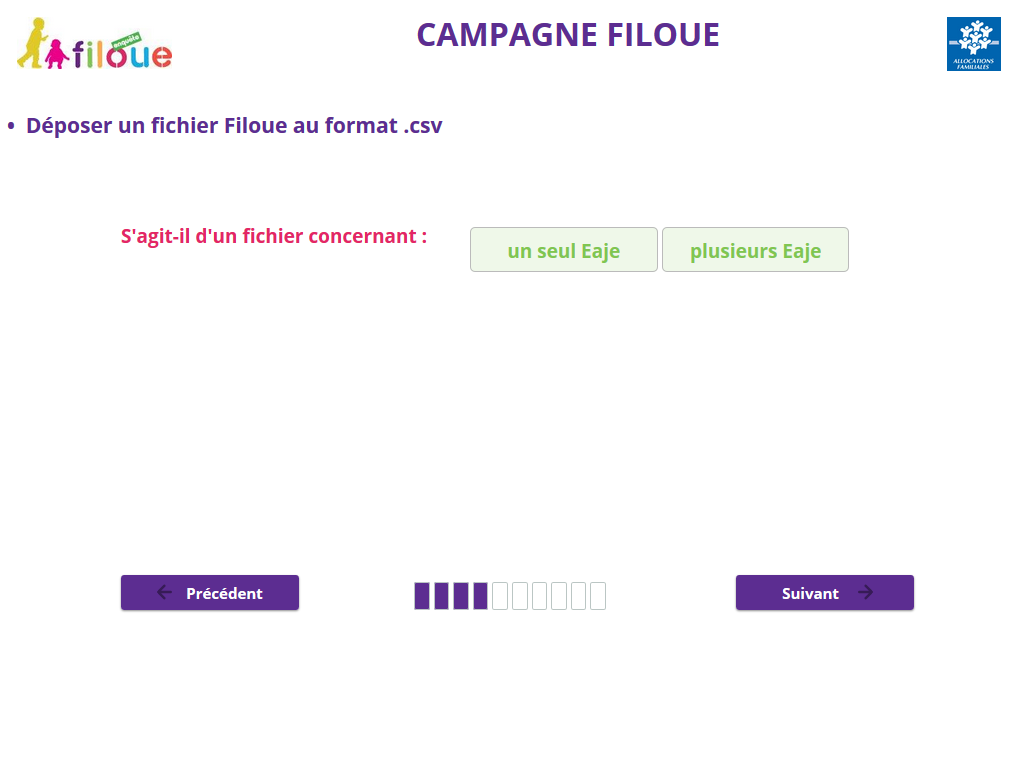 enquête
filoue
CAMPAGNE FILOUE
ALLOCATIONS
FAMILIALES
• Déposer un fichier Filoue au format .csv
S'agit-il d'un fichier concernant :
un seul Eaje
plusieurs Eaje
Précédent
Suivant